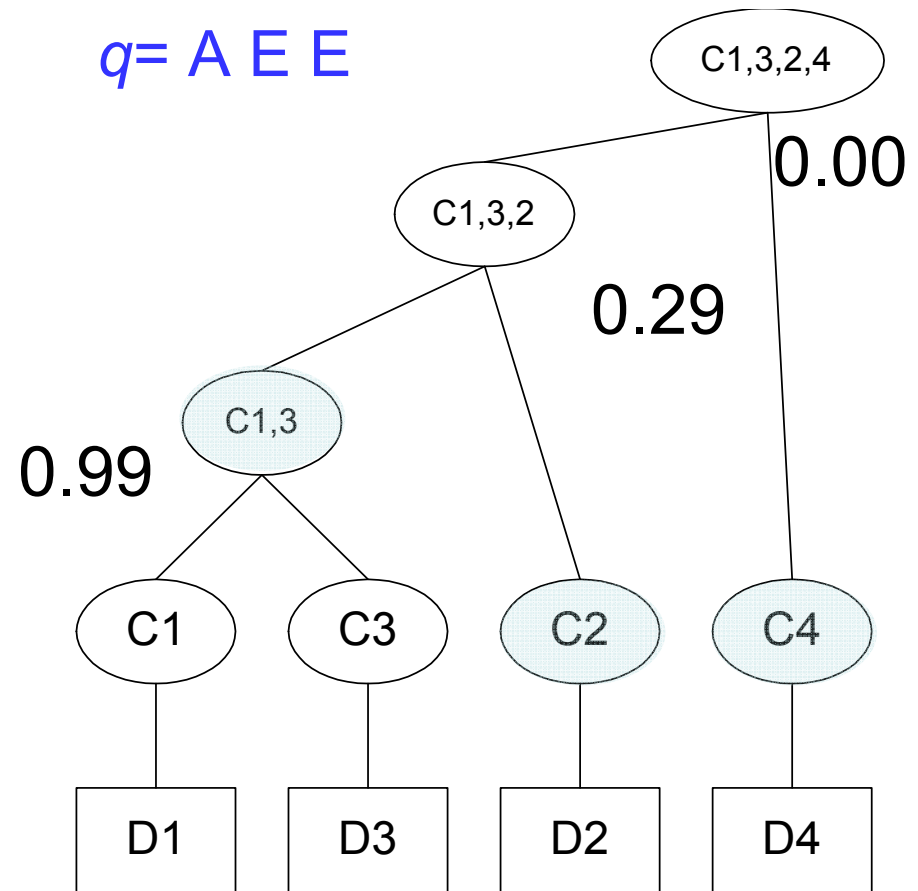 q= A E E
C1,3,2,4
0.00
C1,3,2
0.29
C1,3
0.99
C1
C3
C2
C4
D1
D3
D2
D4